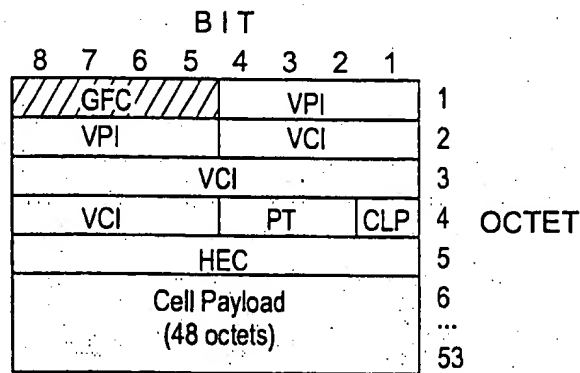 BIT
8 7 6 5 4 3 2 1
GFC VPI 1
VPI VCI 2
VCI 3
VCI PT CLP 4 OCTET
HEC 5
Cell Payload 6
(48 octets) ...
53